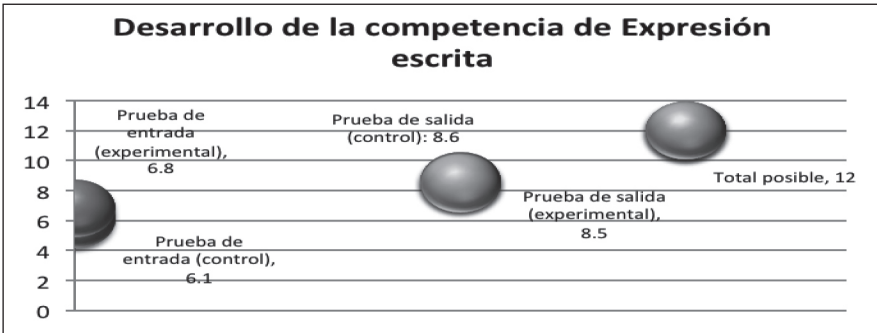 Desarrollo de la competencia de Expresión
escrita
14
12
10
8
6
4
2
0
Prueba de
entrada
(experimental),
6.8
Prueba de
entrada (control),
6.1
Prueba de salida
(control): 8.6
Prueba de salida
(experimental),
8.5
Total posible, 12